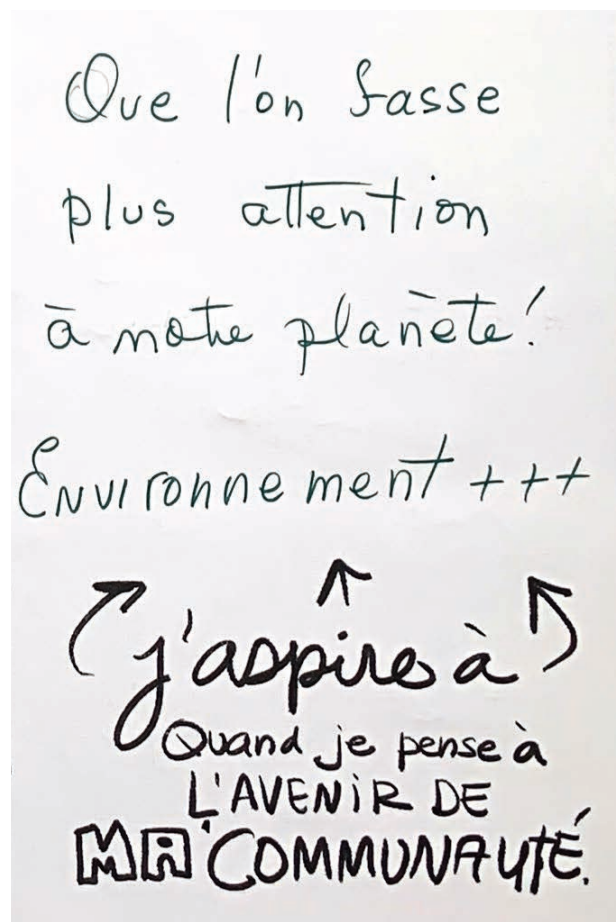 Que l'on fasse
plus attention
à notre planète!
Environnement +++
j'aspire à
Quand je pense à
L'AVENIR DE
MA COMMUNAUTÉ.